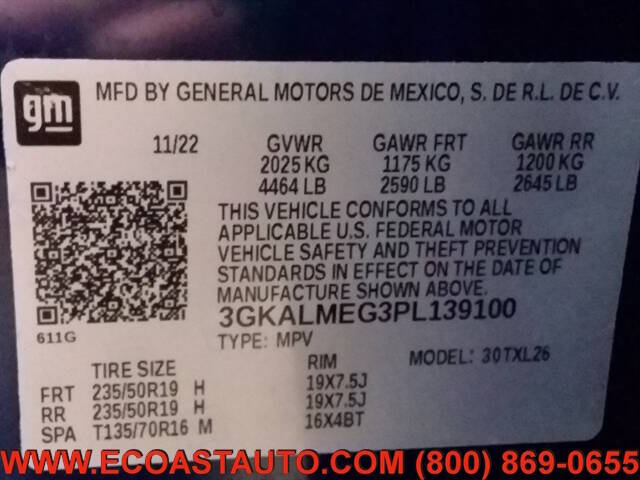 gm
MFD BY GENERAL MOTORS DE MEXICO, S. DE R.L. DE C.V.
11/22 GVWR GAWR FRT GAWR RR
2025 KG 1175 KG 1200 KG
4464 LB 2590 LB 2645 LB
THIS VEHICLE CONFORMS TO ALL
APPLICABLE U.S. FEDERAL MOTOR
VEHICLE SAFETY AND THEFT PREVENTION
STANDARDS IN EFFECT ON THE DATE OF
MANUFACTURE SHOWN ABOVE.
3GKALMEG3PL139100
611G
TYPE: MPV MODEL: 30TXL26
TIRE SIZE RIM
FRT 235/50R19 H 19X7.5J
RR 235/50R19 H 19X7.5J
SPA T135/70R16 M 16X4BT
WWW.ECOASTAUTO.COM (800) 869-0655